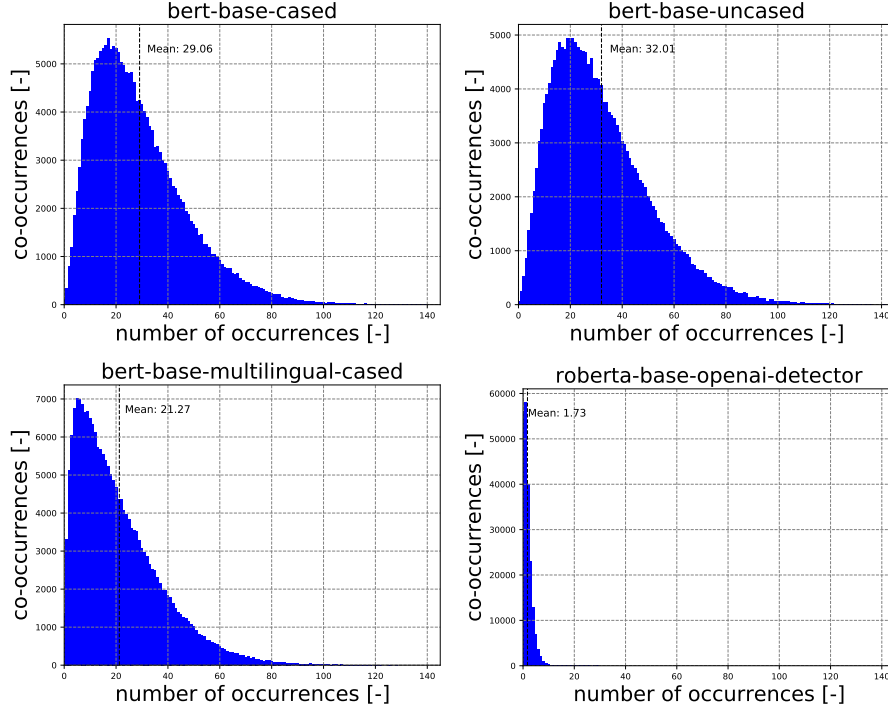 bert-base-cased
co-occurrences [-]
5000
4000
3000
2000
1000
0
Mean: 29.06
0 20 40 60 80 100 120 140
number of occurrences [-]
bert-base-uncased
co-occurrences [-]
5000
4000
3000
2000
1000
0
Mean: 32.01
0 20 40 60 80 100 120 140
number of occurrences [-]
bert-base-multilingual-cased
co-occurrences [-]
7000
6000
5000
4000
3000
2000
1000
0
Mean: 21.27
0 20 40 60 80 100 120 140
number of occurrences [-]
roberta-base-openai-detector
co-occurrences [-]
60000
50000
40000
30000
20000
10000
0
Mean: 1.73
0 20 40 60 80 100 120 140
number of occurrences [-]